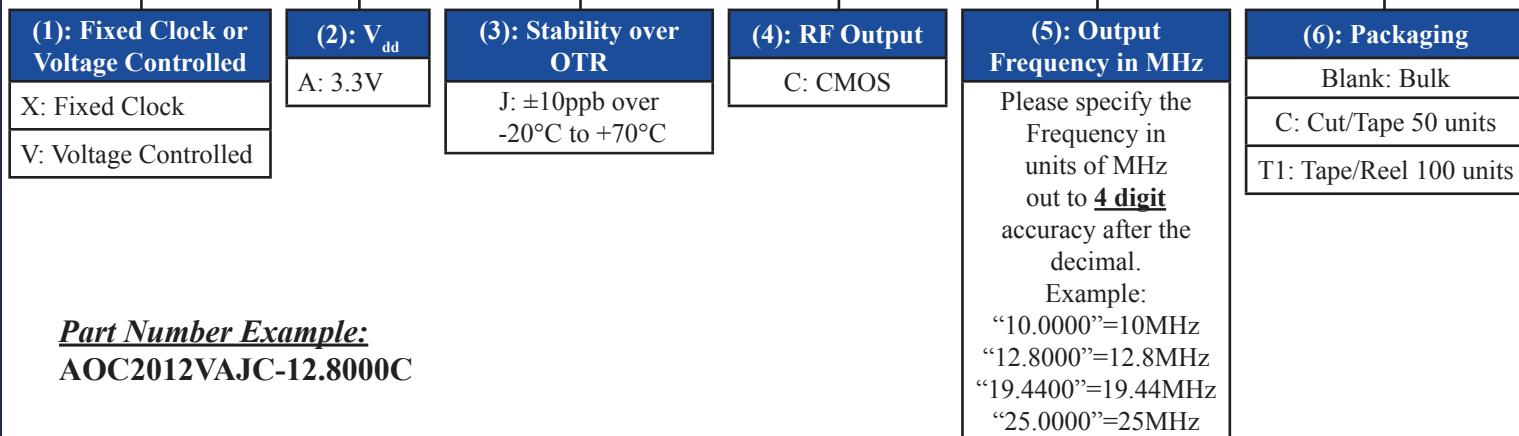 (1): Fixed Clock or
Voltage Controlled
X: Fixed Clock
V: Voltage Controlled
(2): Vdd
A: 3.3V
(3): Stability over
OTR
J: ±10ppb over
-20°C to +70°C
(4): RF Output
C: CMOS
(5): Output
Frequency in MHz
Please specify the
Frequency in
units of MHz
out to 4 digit
accuracy after the
decimal.
Example:
“10.0000”=10MHz
“12.8000”=12.8MHz
“19.4400”=19.44MHz
“25.0000”=25MHz
(6): Packaging
Blank: Bulk
C: Cut/Tape 50 units
T1: Tape/Reel 100 units
Part Number Example:
AOC2012VAJC-12.8000C